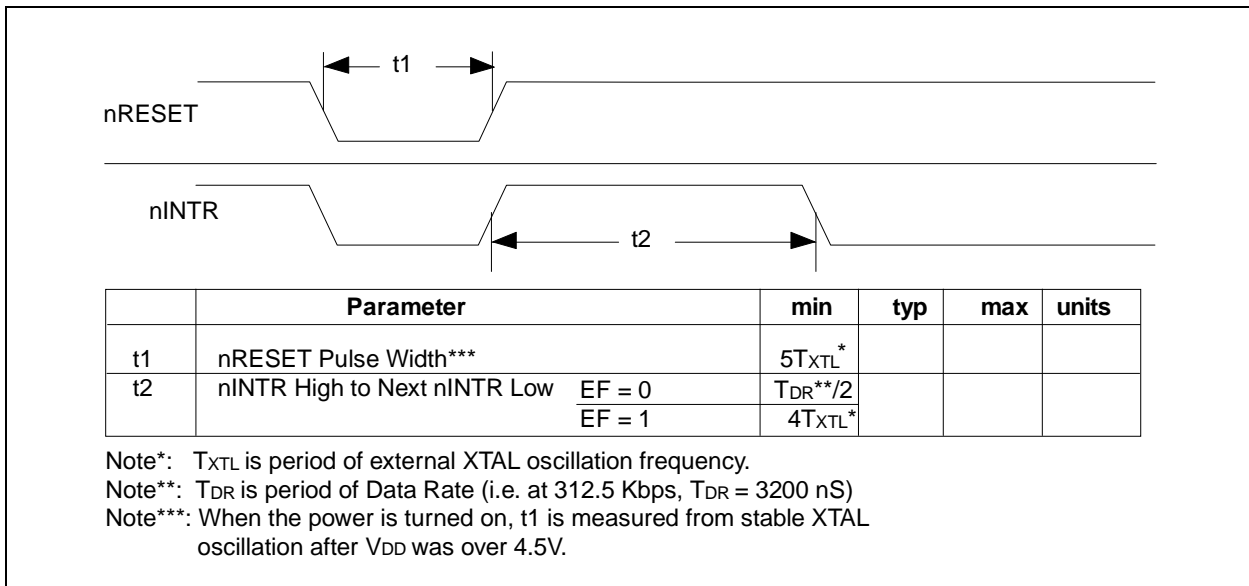 t1
nRESET
nINTR
t2
Parameter min typ max units
t1 nRESET Pulse Width*** 5TXTL*
t2 nINTR High to Next nINTR Low EF = 0 TDR**/2
EF = 1 4TXTL*
Note*: TXTL is period of external XTAL oscillation frequency.
Note**: TDR is period of Data Rate (i.e. at 312.5 Kbps, TDR = 3200 nS)
Note***: When the power is turned on, t1 is measured from stable XTAL
oscillation after VDD was over 4.5V.